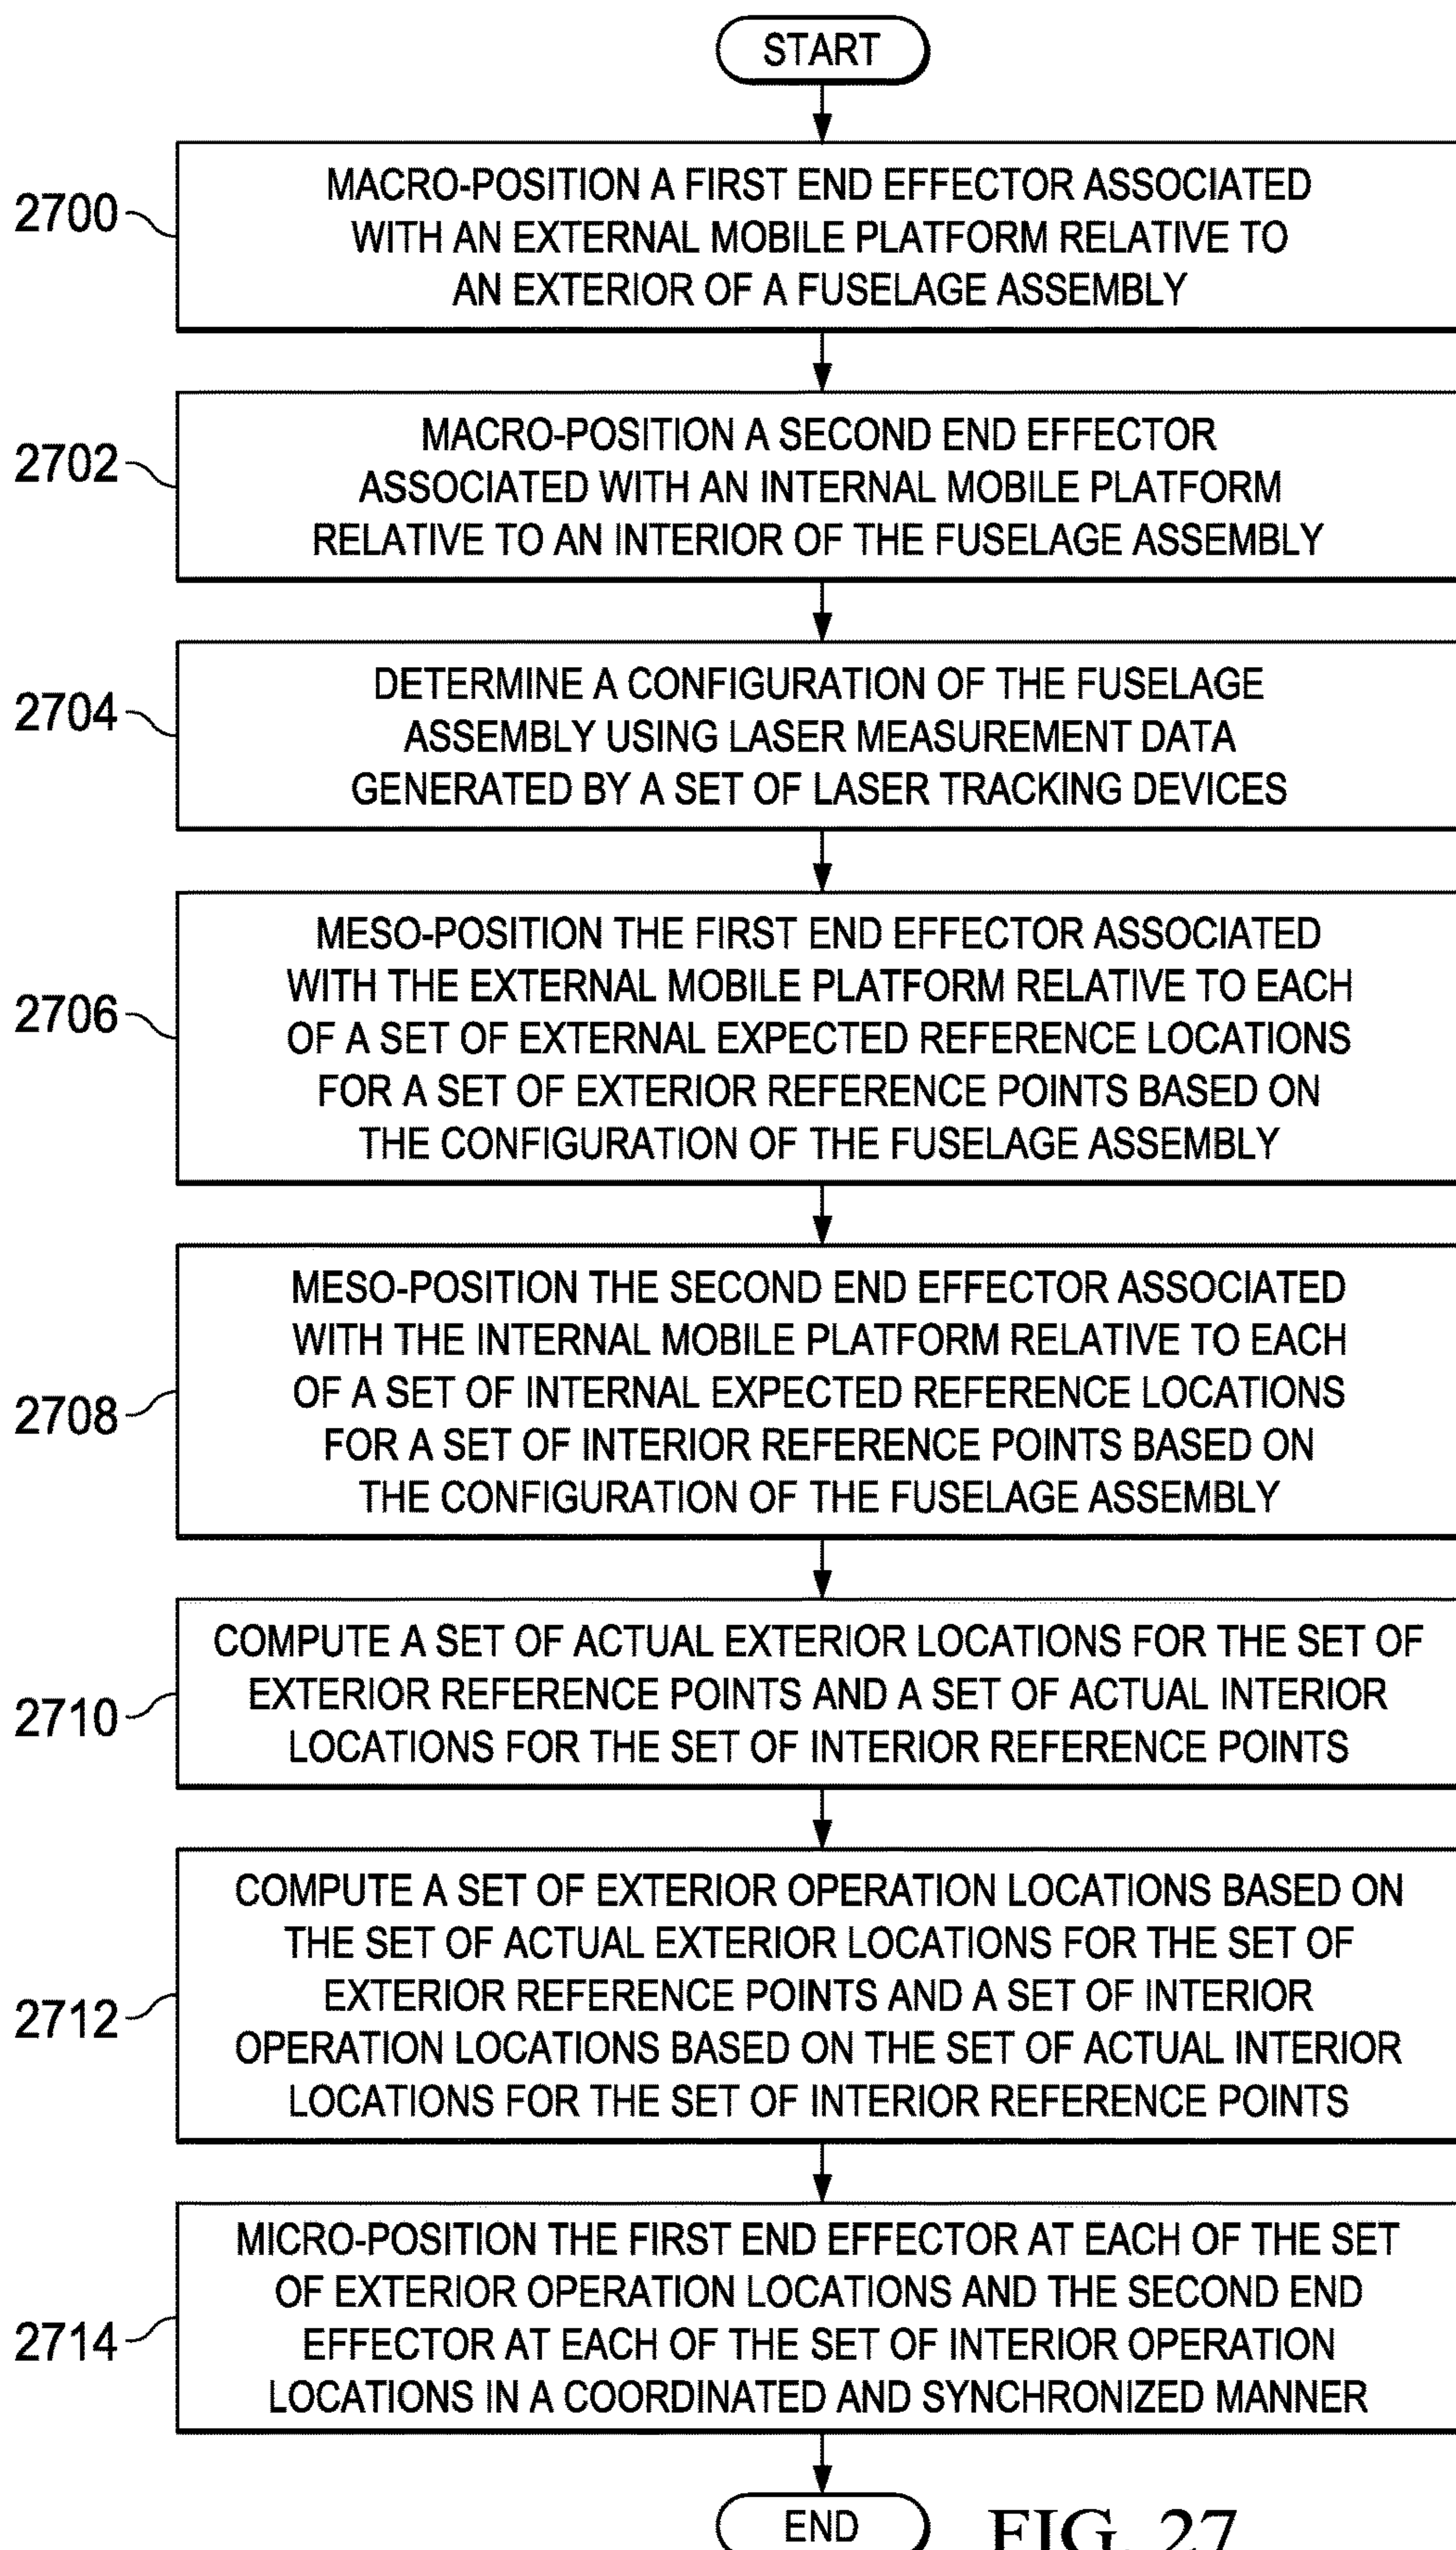 START
2700
MACRO-POSITION A FIRST END EFFECTOR ASSOCIATED
WITH AN EXTERNAL MOBILE PLATFORM RELATIVE TO
AN EXTERIOR OF A FUSELAGE ASSEMBLY
2702
MACRO-POSITION A SECOND END EFFECTOR
ASSOCIATED WITH AN INTERNAL MOBILE PLATFORM
RELATIVE TO AN INTERIOR OF THE FUSELAGE ASSEMBLY
2704
DETERMINE A CONFIGURATION OF THE FUSELAGE
ASSEMBLY USING LASER MEASUREMENT DATA
GENERATED BY A SET OF LASER TRACKING DEVICES
2706
MESO-POSITION THE FIRST END EFFECTOR ASSOCIATED
WITH THE EXTERNAL MOBILE PLATFORM RELATIVE TO EACH
OF A SET OF EXTERNAL EXPECTED REFERENCE LOCATIONS
FOR A SET OF EXTERIOR REFERENCE POINTS BASED ON
THE CONFIGURATION OF THE FUSELAGE ASSEMBLY
2708
MESO-POSITION THE SECOND END EFFECTOR ASSOCIATED
WITH THE INTERNAL MOBILE PLATFORM RELATIVE TO EACH
OF A SET OF INTERNAL EXPECTED REFERENCE LOCATIONS
FOR A SET OF INTERIOR REFERENCE POINTS BASED ON
THE CONFIGURATION OF THE FUSELAGE ASSEMBLY
2710
COMPUTE A SET OF ACTUAL EXTERIOR LOCATIONS FOR THE SET OF
EXTERIOR REFERENCE POINTS AND A SET OF ACTUAL INTERIOR
LOCATIONS FOR THE SET OF INTERIOR REFERENCE POINTS
2712
COMPUTE A SET OF EXTERIOR OPERATION LOCATIONS BASED ON
THE SET OF ACTUAL EXTERIOR LOCATIONS FOR THE SET OF
EXTERIOR REFERENCE POINTS AND A SET OF INTERIOR
OPERATION LOCATIONS BASED ON THE SET OF ACTUAL INTERIOR
LOCATIONS FOR THE SET OF INTERIOR REFERENCE POINTS
2714
MICRO-POSITION THE FIRST END EFFECTOR AT EACH OF THE SET
OF EXTERIOR OPERATION LOCATIONS AND THE SECOND END
EFFECTOR AT EACH OF THE SET OF INTERIOR OPERATION
LOCATIONS IN A COORDINATED AND SYNCHRONIZED MANNER
END
FIG. 27